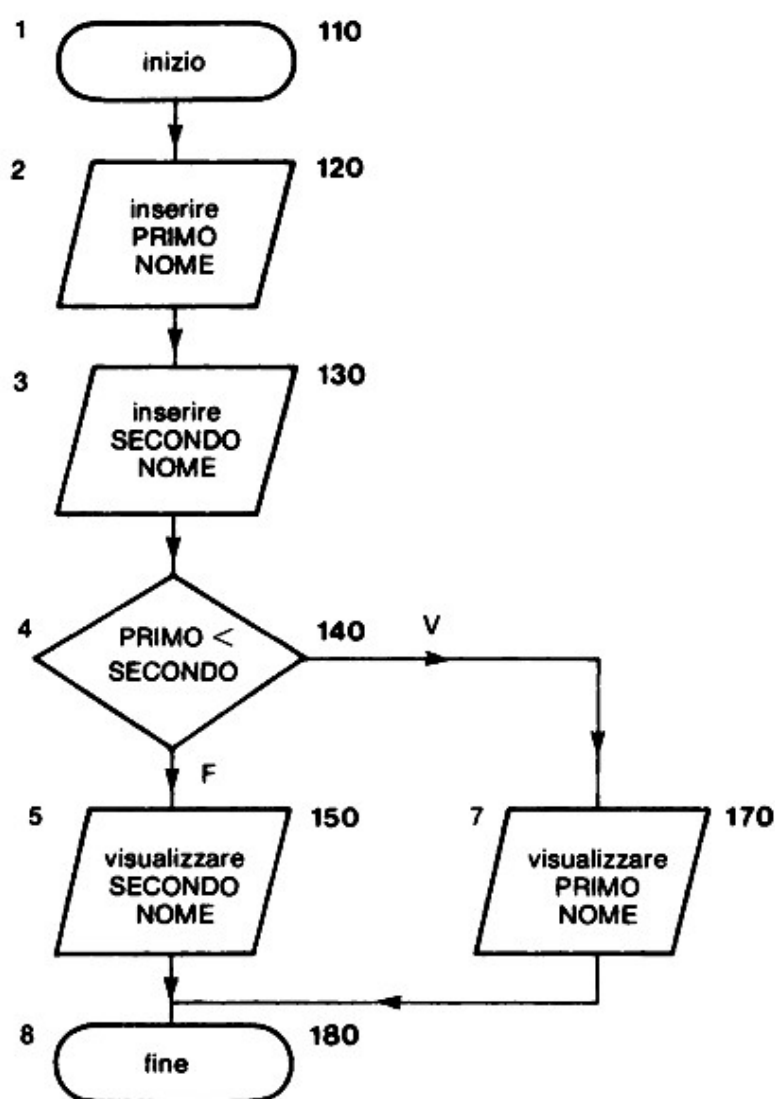 1 110
inizio
2 120
inserire
PRIMO
NOME
3 130
inserire
SECONDO
NOME
4 140 V
PRIMO <
SECONDO
F
5 150
visualizzare
SECONDO
NOME
7 170
visualizzare
PRIMO
NOME
8 180
fine